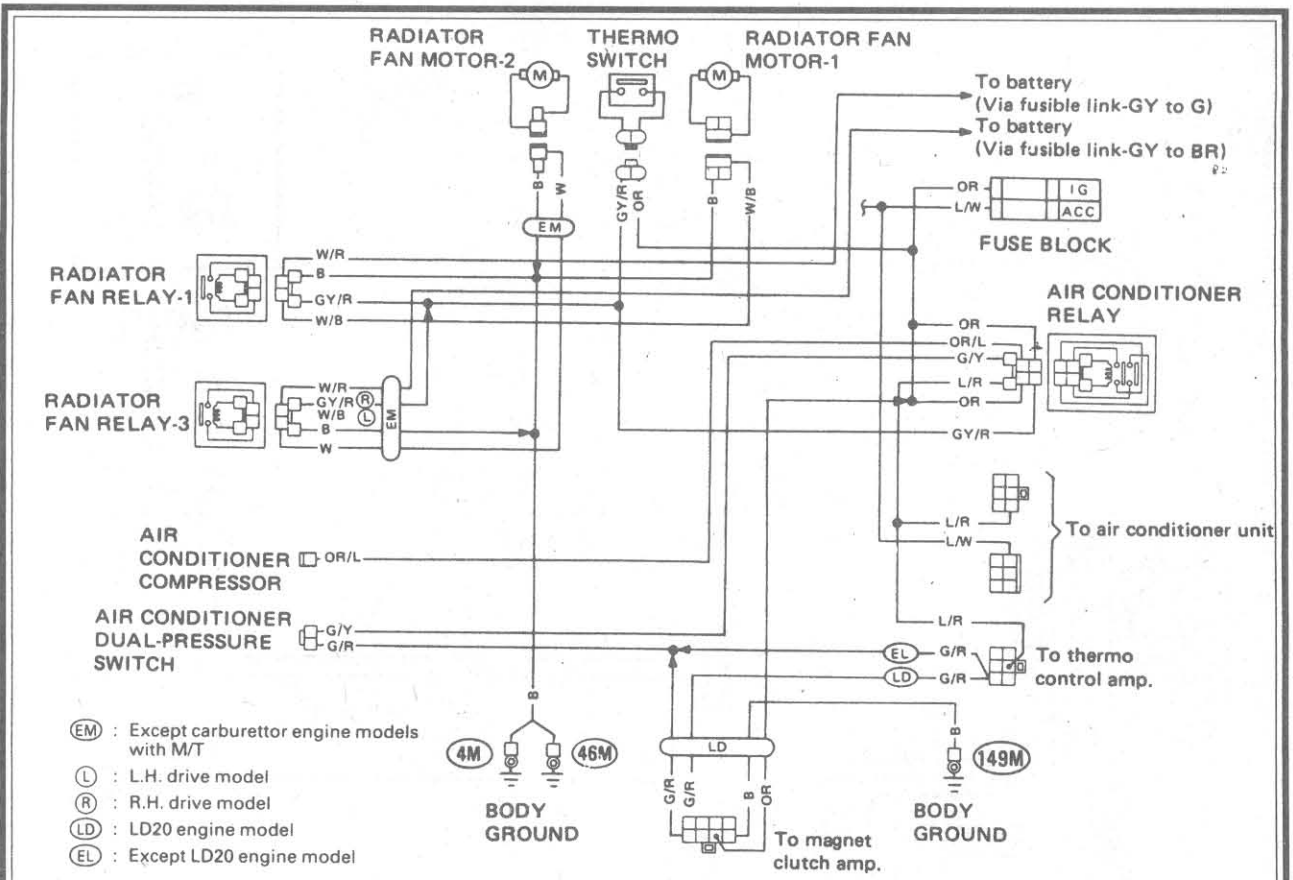 RADIATOR
FAN MOTOR-2
THERMO
SWITCH
RADIATOR FAN
MOTOR-1
To battery
(Via fusible link-GY to G)
To battery
(Via fusible link-GY to BR)
OR
IG
L/W
ACC
FUSE BLOCK
M
M
B
W
GY/R
OR
B
W/B
EM
RADIATOR
FAN RELAY-1
W/R
B
GY/R
W/B
AIR CONDITIONER
RELAY
OR
OR/L
G/Y
L/R
OR
GY/R
RADIATOR
FAN RELAY-3
W/R
GY/R R
W/B L
B
W
EM
L/R
L/W
To air conditioner unit
AIR
CONDITIONER
COMPRESSOR
OR/L
AIR CONDITIONER
DUAL-PRESSURE
SWITCH
G/Y
G/R
L/R
EL G/R
LD G/R
To thermo
control amp.
B
4M
46M
BODY
GROUND
LD
G/R
G/R
B
OR
To magnet
clutch amp.
B
149M
BODY
GROUND
EM : Except carburettor engine models
with M/T
L : L.H. drive model
R : R.H. drive model
LD : LD20 engine model
EL : Except LD20 engine model